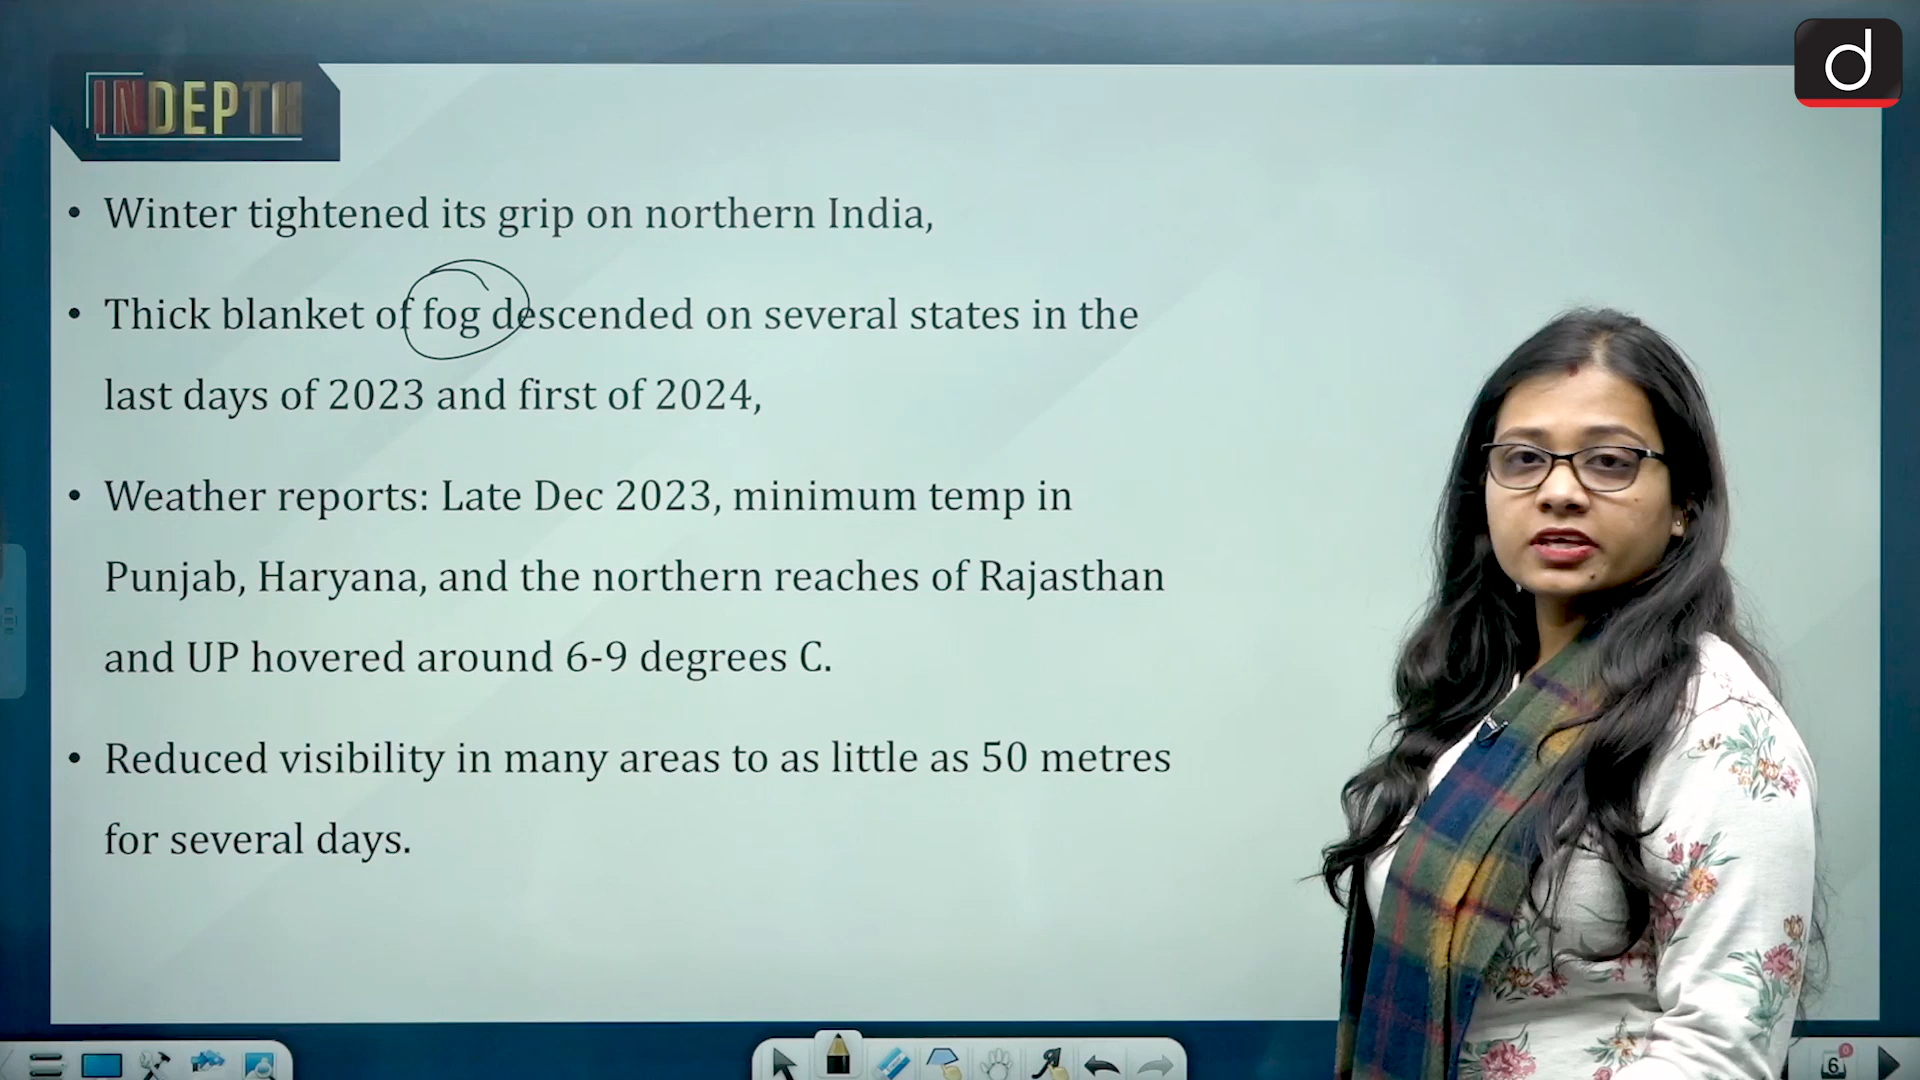 d
INDEPTH
• Winter tightened its grip on northern India,
• Thick blanket of fog descended on several states in the
last days of 2023 and first of 2024,
• Weather reports: Late Dec 2023, minimum temp in
Punjab, Haryana, and the northern reaches of Rajasthan
and UP hovered around 6-9 degrees C.
• Reduced visibility in many areas to as little as 50 metres
for several days.
6
0